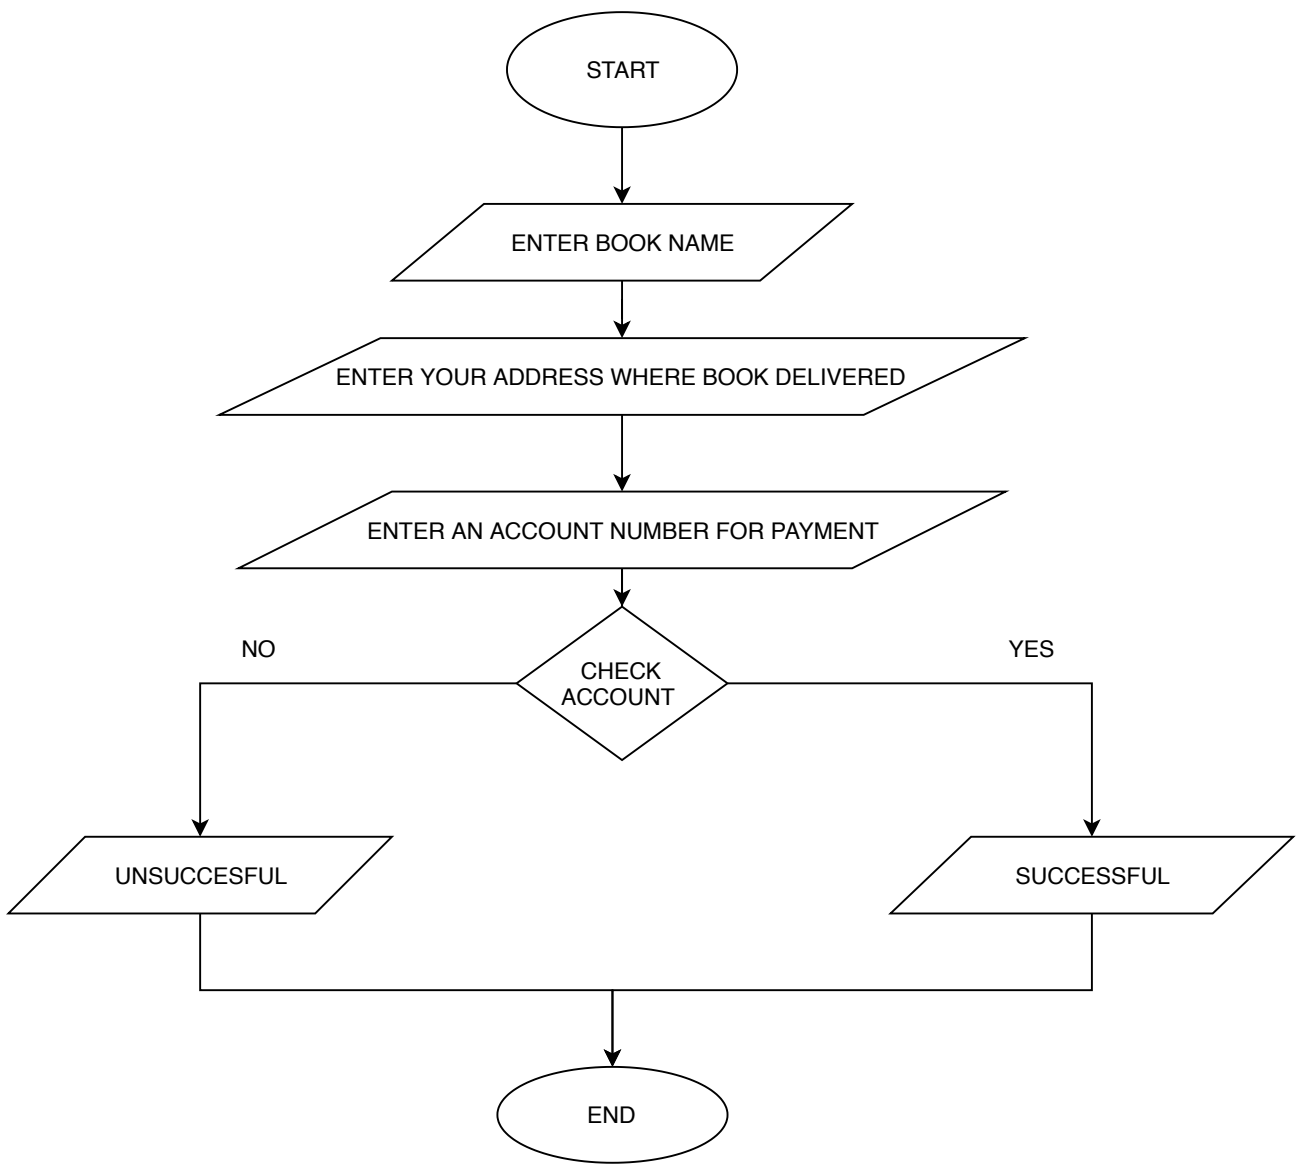 START
ENTER BOOK NAME
ENTER YOUR ADDRESS WHERE BOOK DELIVERED
ENTER AN ACCOUNT NUMBER FOR PAYMENT
NO
YES
CHECK
ACCOUNT
UNSUCCESFUL
SUCCESSFUL
END